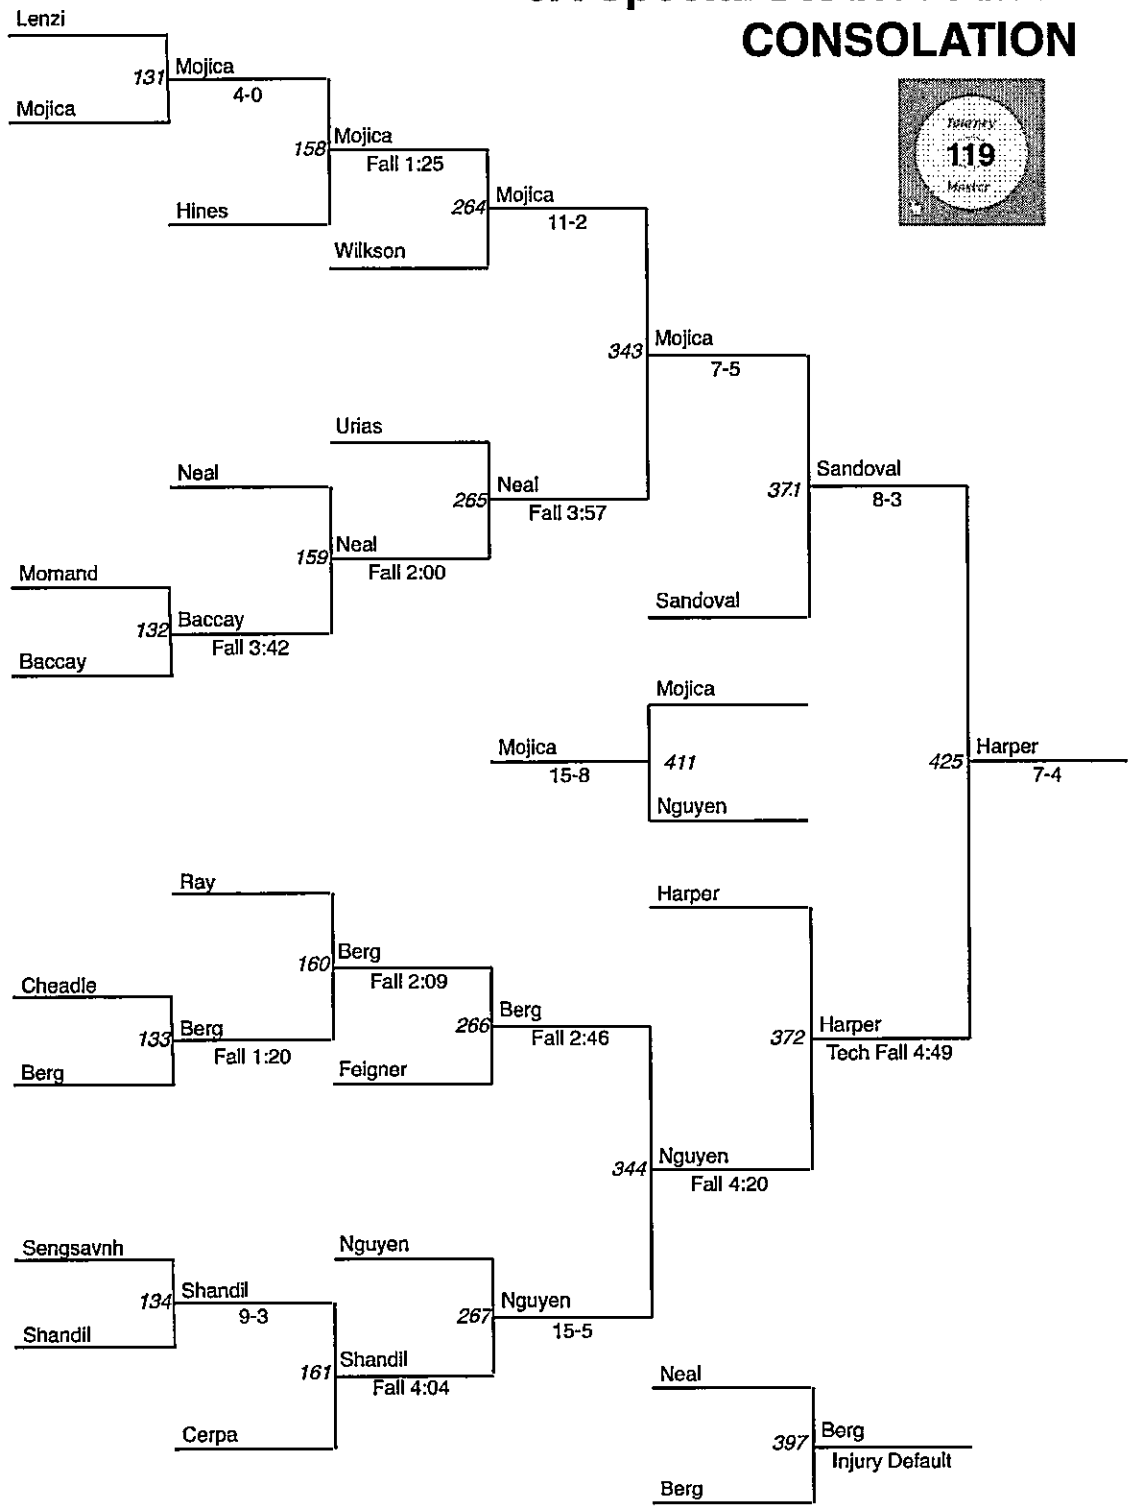 CONSOLATION
Tourney
119
Master
Lenzi
131 Mojica
4-0
Mojica
158 Mojica
Fall 1:25
Hines
264 Mojica
11-2
Wilkson
343 Mojica
7-5
Urias
Neal
265 Neal
Fall 3:57
371 Sandoval
8-3
159 Neal
Fall 2:00
Momand
132 Baccay
Fall 3:42
Baccay
Sandoval
Mojica
Mojica
15-8
411
425 Harper
7-4
Nguyen
Ray
Harper
160 Berg
Fall 2:09
Cheadle
133 Berg
Fall 1:20
266 Berg
Fall 2:46
372 Harper
Tech Fall 4:49
Berg
Feigner
344 Nguyen
Fall 4:20
Sengsavnh
Nguyen
134 Shandil
9-3
267 Nguyen
15-5
Shandil
161 Shandil
Fall 4:04
Neal
Cerpa
397 Berg
Injury Default
Berg